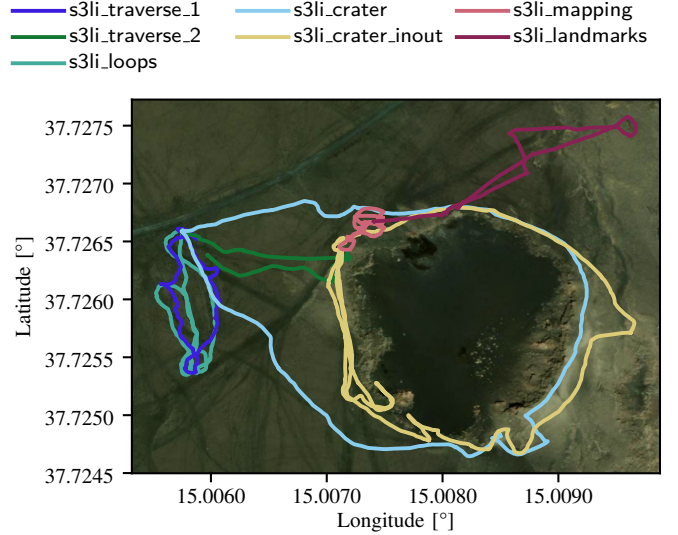 s3li_traverse_1 s3li_crater s3li_mapping
s3li_traverse_2 s3li_crater_inout s3li_landmarks
s3li_loops
37.7275
37.7270
37.7265
37.7260
37.7255
37.7250
37.7245
Latitude [°]
15.0060 15.0070 15.0080 15.0090
Longitude [°]